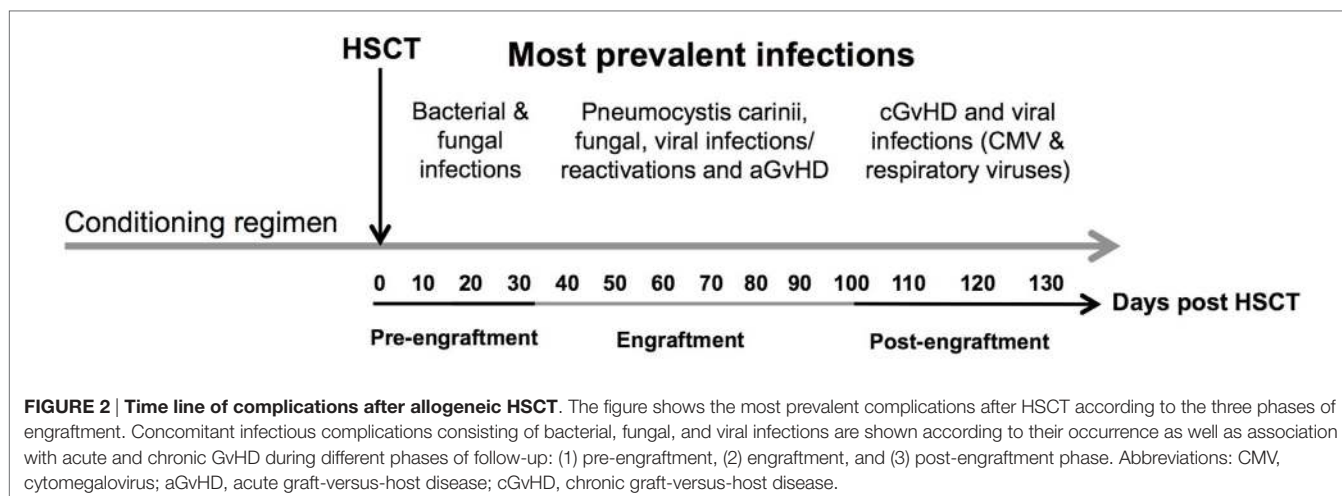 HSCT
Most prevalent infections
Bacterial &
fungal
infections
Pneumocystis carinii,
fungal, viral infections/
reactivations and aGvHD
cGvHD and viral
infections (CMV &
respiratory viruses)
Conditioning regimen
0 10 20 30 40 50 60 70 80 90 100 110 120 130
Days post HSCT
Pre-engraftment Engraftment Post-engraftment
FIGURE 2 | Time line of complications after allogeneic HSCT. The figure shows the most prevalent complications after HSCT according to the three phases of
engraftment. Concomitant infectious complications consisting of bacterial, fungal, and viral infections are shown according to their occurrence as well as association
with acute and chronic GvHD during different phases of follow-up: (1) pre-engraftment, (2) engraftment, and (3) post-engraftment phase. Abbreviations: CMV,
cytomegalovirus; aGvHD, acute graft-versus-host disease; cGvHD, chronic graft-versus-host disease.